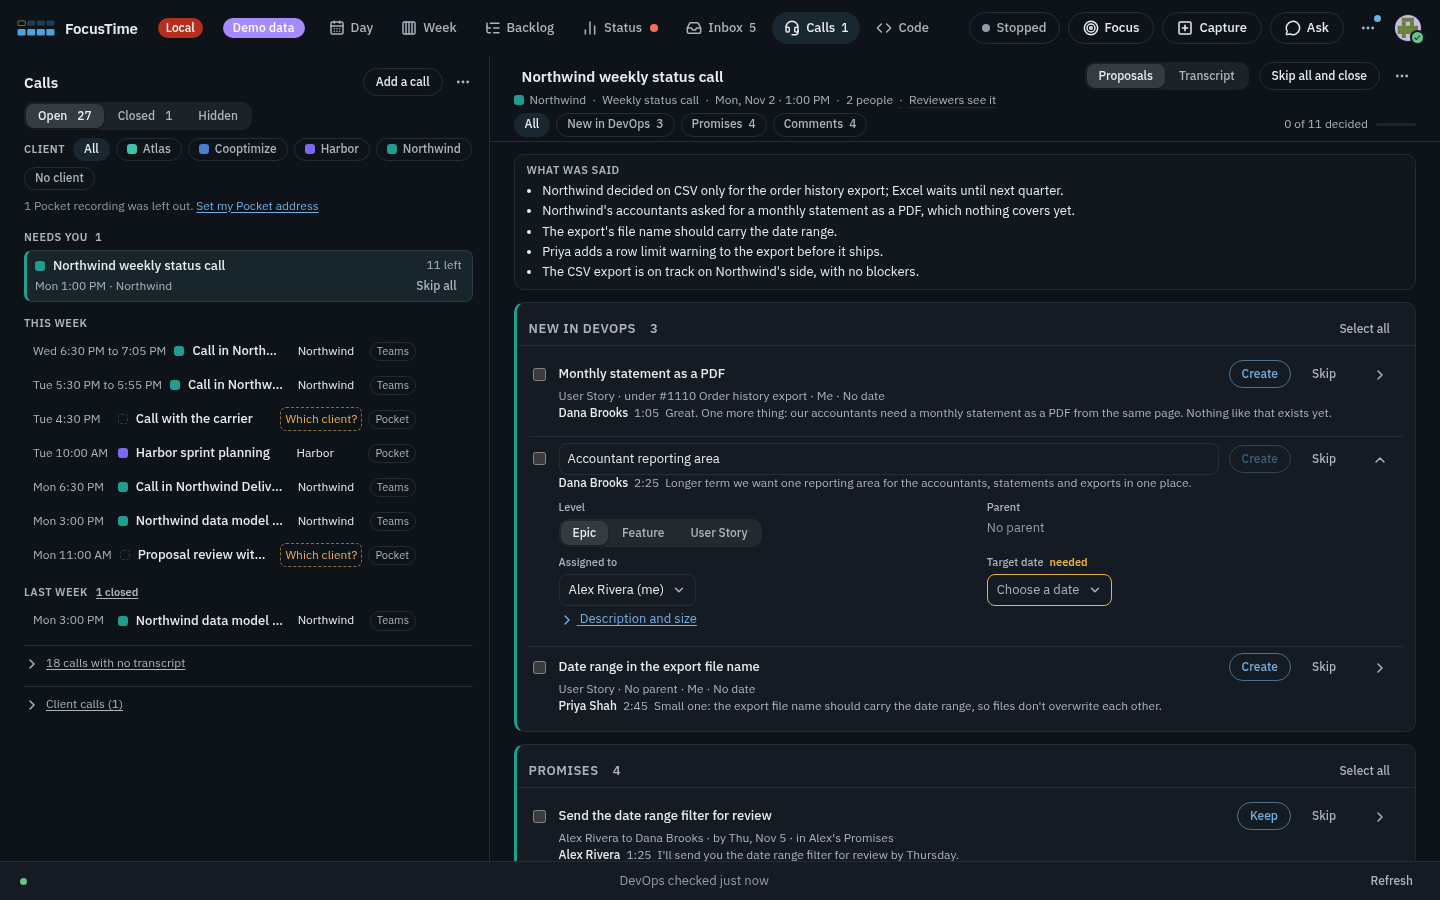 FocusTime
Local
Demo data
Day
Week
Backlog
Status
Inbox 5
Calls 1
Code
Stopped
Focus
Capture
Ask
Calls
Add a call
Open 27
Closed 1
Hidden
CLIENT
All
Atlas
Cooptimize
Harbor
Northwind
No client
1 Pocket recording was left out. Set my Pocket address
NEEDS YOU 1
Northwind weekly status call
11 left
Mon 1:00 PM · Northwind
Skip all
THIS WEEK
Wed 6:30 PM to 7:05 PM Call in North... Northwind Teams
Tue 5:30 PM to 5:55 PM Call in Northw... Northwind Teams
Tue 4:30 PM Call with the carrier Which client? Pocket
Tue 10:00 AM Harbor sprint planning Harbor Pocket
Mon 6:30 PM Call in Northwind Deliv... Northwind Teams
Mon 3:00 PM Northwind data model ... Northwind Teams
Mon 11:00 AM Proposal review wit... Which client? Pocket
LAST WEEK 1 closed
Mon 3:00 PM Northwind data model ... Northwind Teams
18 calls with no transcript
Client calls (1)
Northwind weekly status call
Proposals
Transcript
Skip all and close
Northwind · Weekly status call · Mon, Nov 2 · 1:00 PM · 2 people · Reviewers see it
All
New in DevOps 3
Promises 4
Comments 4
0 of 11 decided
WHAT WAS SAID
• Northwind decided on CSV only for the order history export; Excel waits until next quarter.
• Northwind's accountants asked for a monthly statement as a PDF, which nothing covers yet.
• The export's file name should carry the date range.
• Priya adds a row limit warning to the export before it ships.
• The CSV export is on track on Northwind's side, with no blockers.
NEW IN DEVOPS 3
Select all
Monthly statement as a PDF
Create
Skip
User Story · under #1110 Order history export · Me · No date
Dana Brooks 1:05 Great. One more thing: our accountants need a monthly statement as a PDF from the same page. Nothing like that exists yet.
Accountant reporting area
Create
Skip
Dana Brooks 2:25 Longer term we want one reporting area for the accountants, statements and exports in one place.
Level
Parent
Epic
Feature
User Story
No parent
Assigned to
Target date needed
Alex Rivera (me)
Choose a date
Description and size
Date range in the export file name
Create
Skip
User Story · No parent · Me · No date
Priya Shah 2:45 Small one: the export file name should carry the date range, so files don't overwrite each other.
PROMISES 4
Select all
Send the date range filter for review
Keep
Skip
Alex Rivera to Dana Brooks · by Thu, Nov 5 · in Alex's Promises
Alex Rivera 1:25 I'll send you the date range filter for review by Thursday.
DevOps checked just now
Refresh